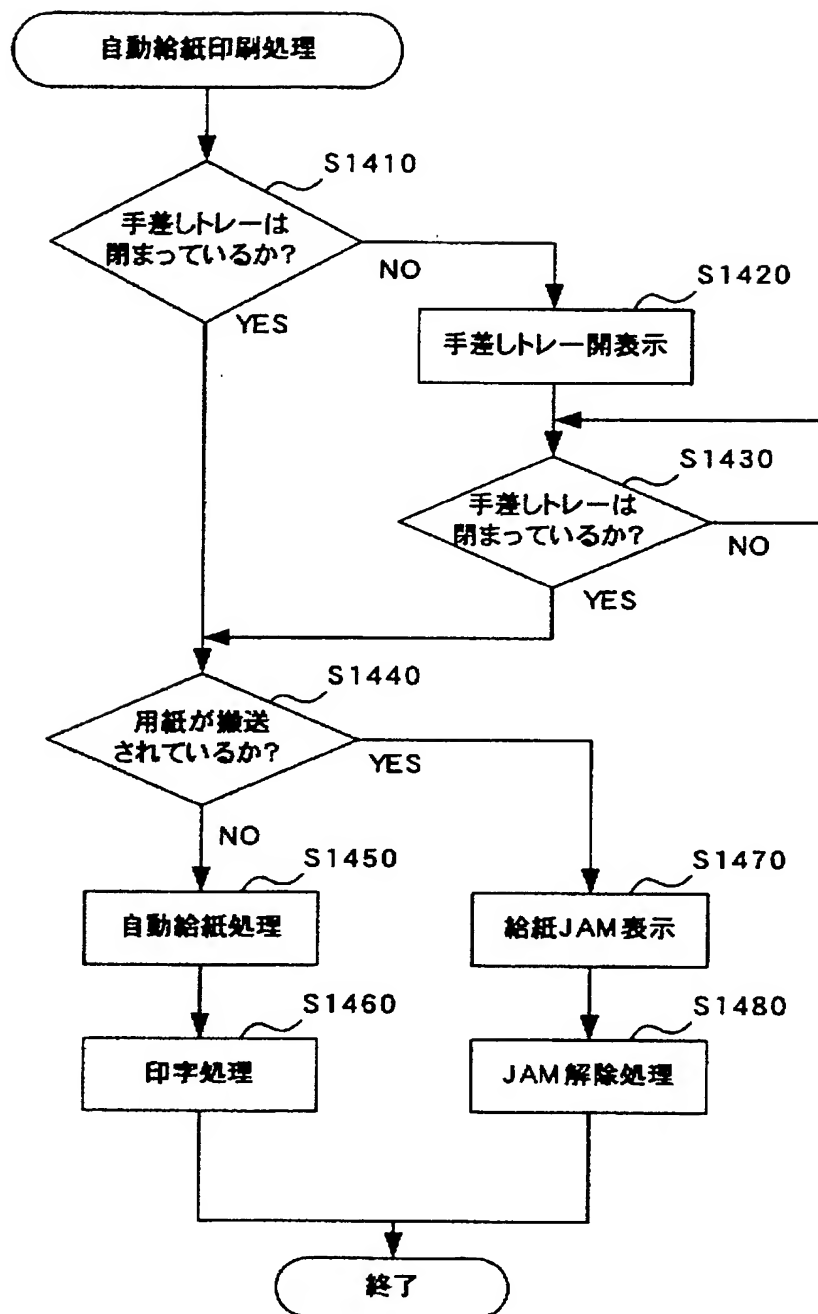 自動給紙印刷処理
S1410
手差しトレーは
閉まっているか?
NO
YES
S1420
手差しトレー開表示
S1430
手差しトレーは
閉まっているか?
NO
YES
S1440
用紙が搬送
されているか?
YES
NO
S1450
自動給紙処理
S1470
給紙JAM表示
S1460
印字処理
S1480
JAM解除処理
終了